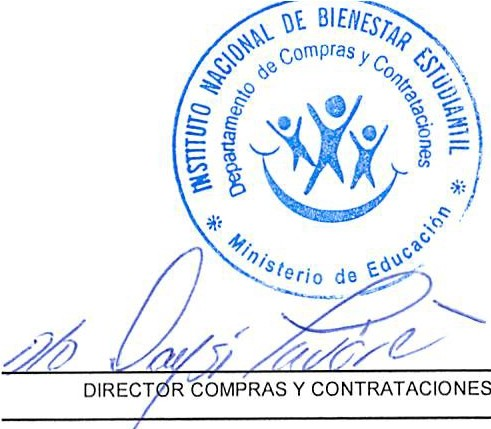 INSTITUTO NACIONAL DE BIENESTAR ESTUDIANTIL
Departamento de Compras y Contrataciones
Ministerio de Educación
DIRECTOR COMPRAS Y CONTRATACIONES